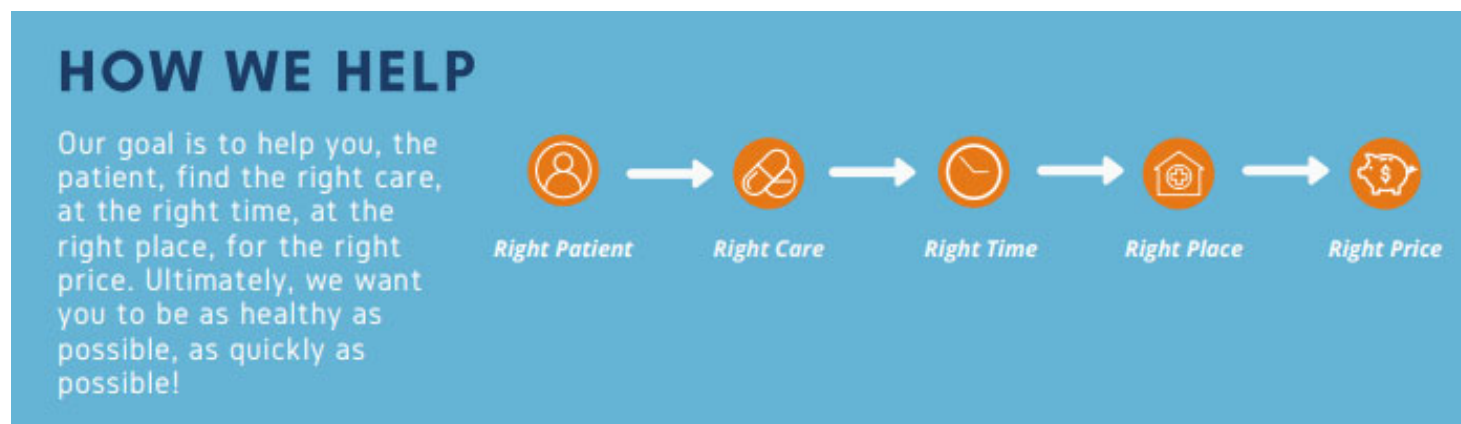 HOW WE HELP
Our goal is to help you, the
patient, find the right care,
at the right time, at the
right place, for the right
price. Ultimately, we want
you to be as healthy as
possible, as quickly as
possible!
Right Patient
Right Care
Right Time
Right Place
Right Price
$